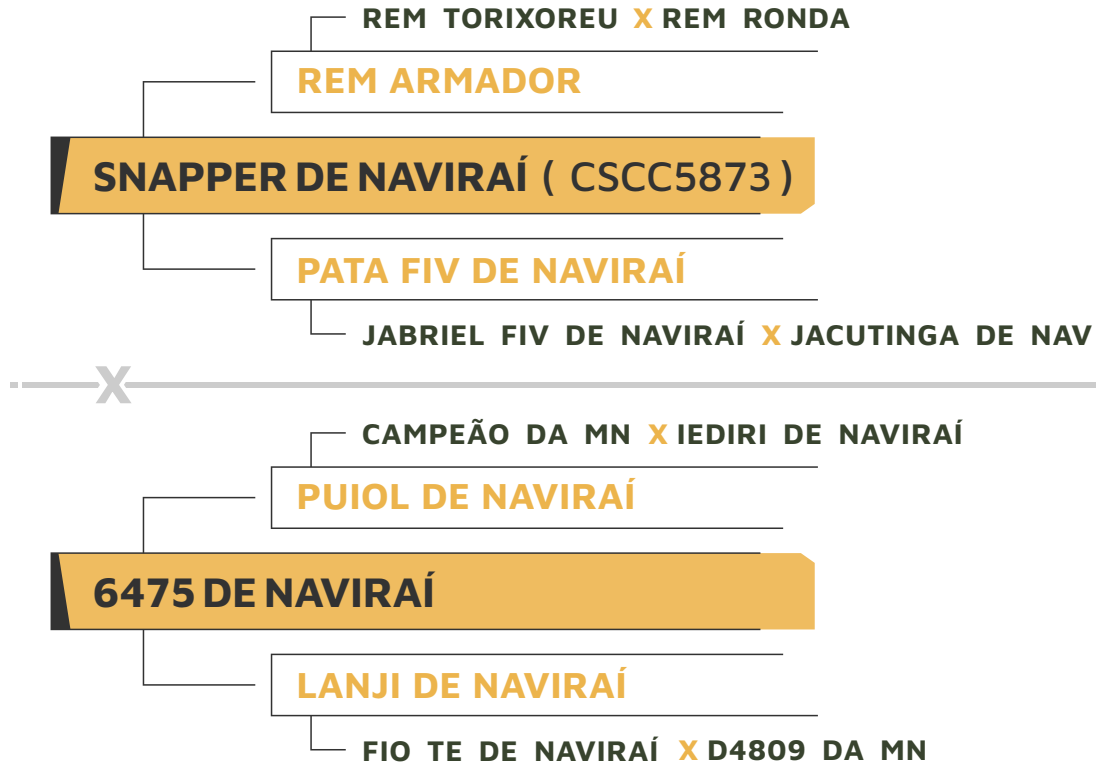 REM TORIXOREU X REM RONDA
REM ARMADOR
SNAPPER DE NAVIRAÍ ( CSCC5873 )
PATA FIV DE NAVIRAÍ
JABRIEL FIV DE NAVIRAÍ X JACUTINGA DE NAV
X
CAMPEÃO DA MN X IEDIRI DE NAVIRAÍ
PUIOL DE NAVIRAÍ
6475 DE NAVIRAÍ
LANJI DE NAVIRAÍ
FIO TE DE NAVIRAÍ X D4809 DA MN